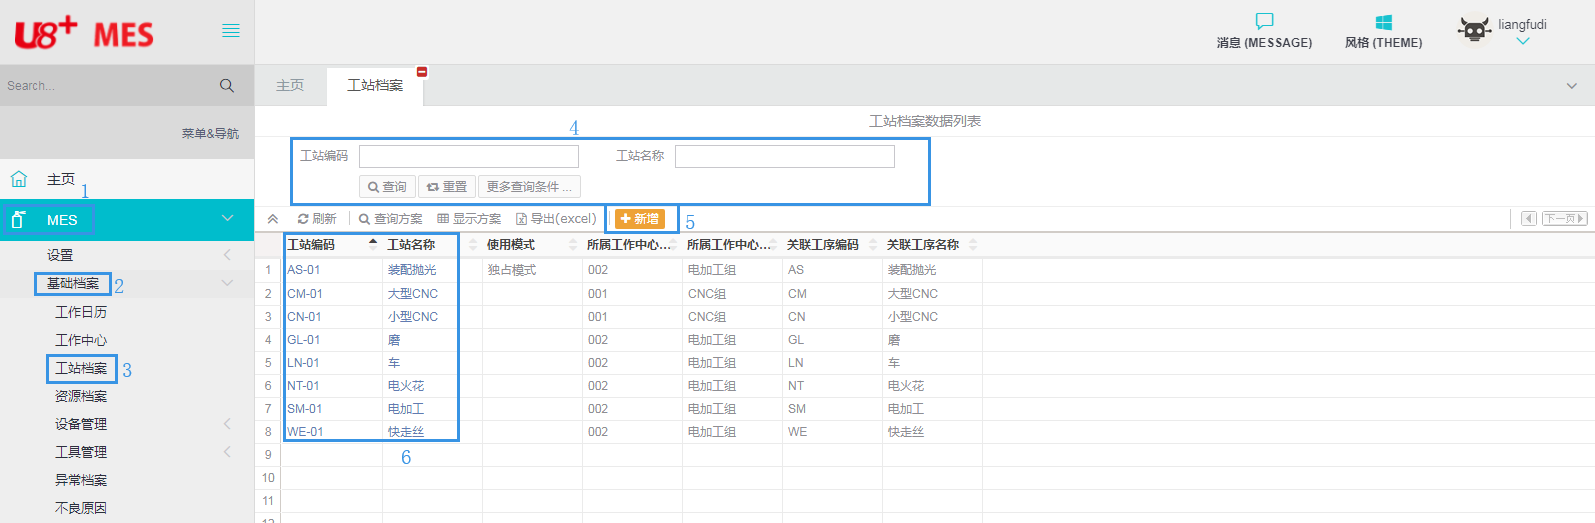 U8+ MES
消息 (MESSAGE) 风格 (THEME) liangfudi
Search...
主页 工站档案
菜单&导航
工站档案数据列表
4
工站编码 工站名称
查询 重置 更多查询条件 ...
主页
1
MES
刷新 查询方案 显示方案 导出(excel) 新增 5 下一页
工站编码 工站名称 使用模式 所属工作中心... 所属工作中心... 关联工序编码 关联工序名称
设置
1 AS-01 装配抛光 独占模式 002 电加工组 AS 装配抛光
基础档案 2
2 CM-01 大型CNC 001 CNC组 CM 大型CNC
工作日历
3 CN-01 小型CNC 001 CNC组 CN 小型CNC
工作中心
4 GL-01 磨 002 电加工组 GL 磨
工站档案 3
5 LN-01 车 002 电加工组 LN 车
资源档案
6 NT-01 电火花 002 电加工组 NT 电火花
设备管理
7 SM-01 电加工 002 电加工组 SM 电加工
8 WE-01 快走丝 002 电加工组 WE 快走丝
工具管理
9 6
异常档案
10
11
不良原因
12